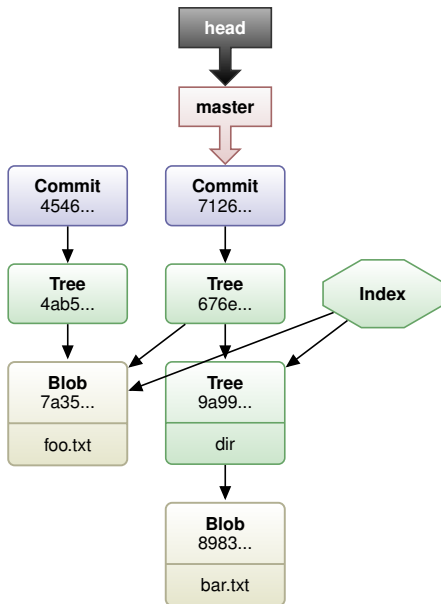 head
master
Commit
4546...
Commit
7126...
Tree
4ab5...
Tree
676e...
Index
Blob
7a35...
foo.txt
Tree
9a99...
dir
Blob
8983...
bar.txt